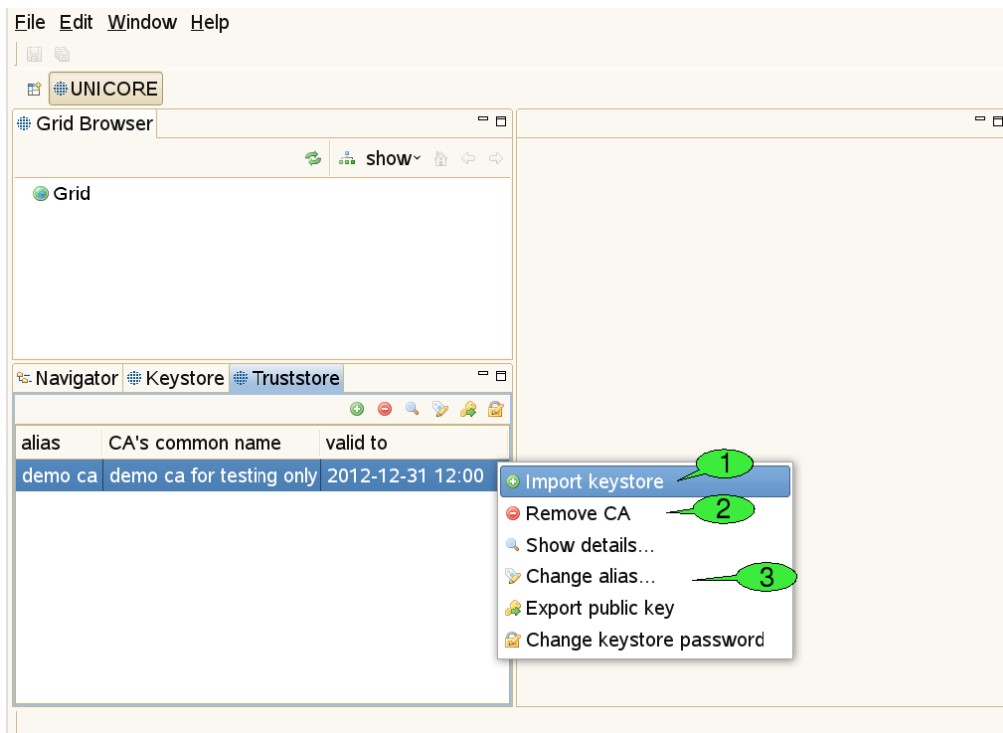 File Edit Window Help
UNICORE
Grid Browser
show
Grid
Navigator Keystore Truststore
alias CA's common name valid to
demo ca demo ca for testing only 2012-12-31 12:00
Import keystore 1
Remove CA 2
Show details...
Change alias... 3
Export public key
Change keystore password